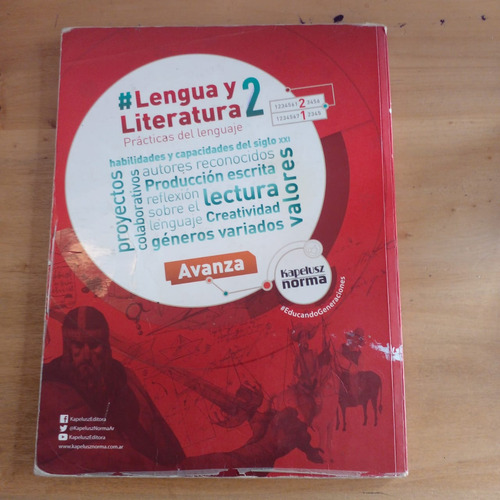 #Lengua y
Literatura 2
Prácticas del lenguaje
habilidades y capacidades del siglo XXI
proyectos
colaborativos
autores reconocidos
Producción escrita
reflexión
sobre el
lenguaje
lectura
Creatividad
géneros variados
valores
Avanza
Kapelusz
norma
#EducandoGeneraciones
KapeluszEditora
@KapeluszNormaAr
KapeluszEditora
www.kapelusznorma.com.ar